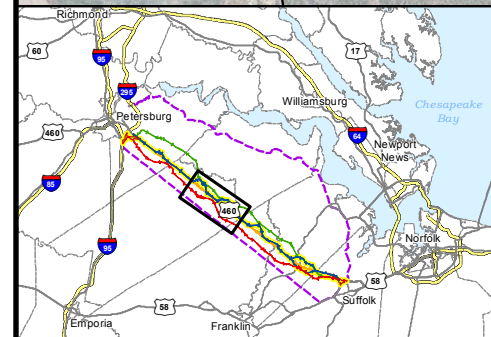 Richmond
60
95
17
295
Williamsburg
Chesapeake
Bay
Petersburg
460
64
Newport
News
85
460
95
Norfolk
58
Suffolk
58
Emporia
Franklin